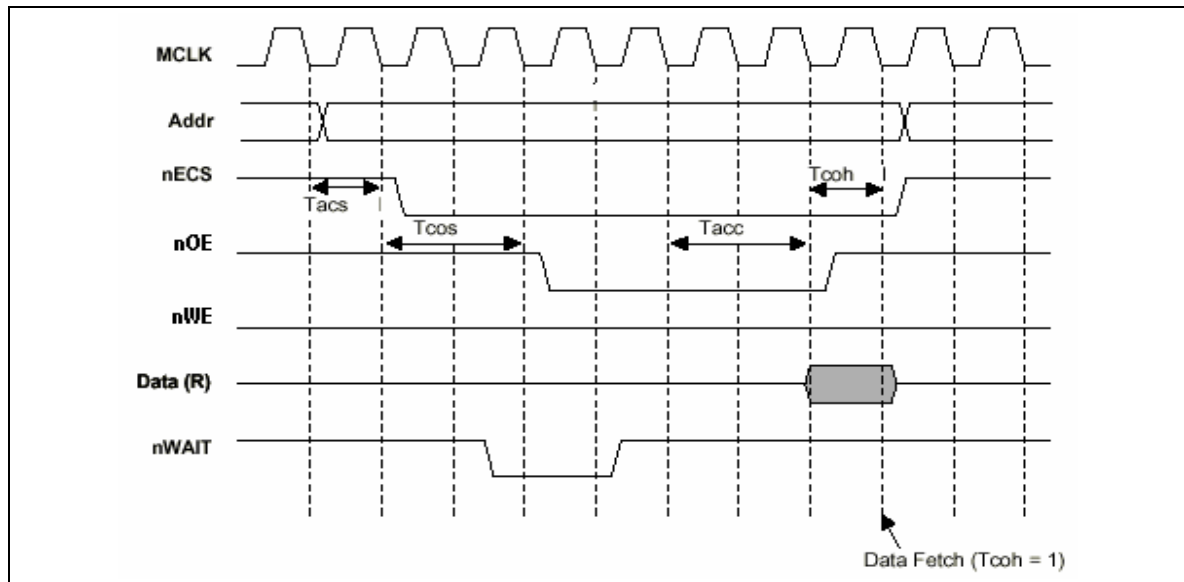 MCLK
Addr
nECS
Tacs
Tcoh
Tcos
Tacc
nOE
nWE
Data (R)
nWAIT
Data Fetch (Tcoh = 1)